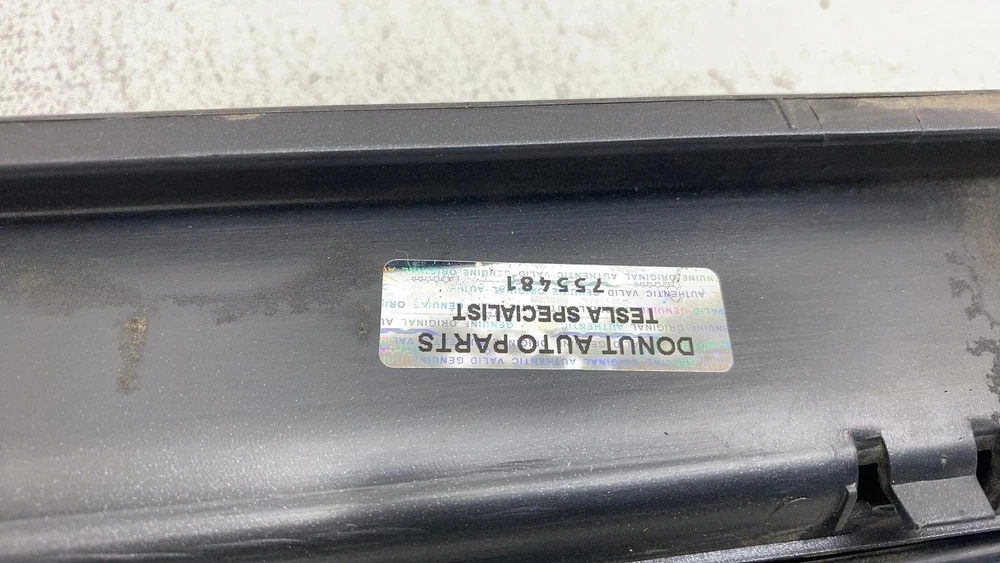 DONUT AUTO PARTS
TESLA SPECIALIST
755481